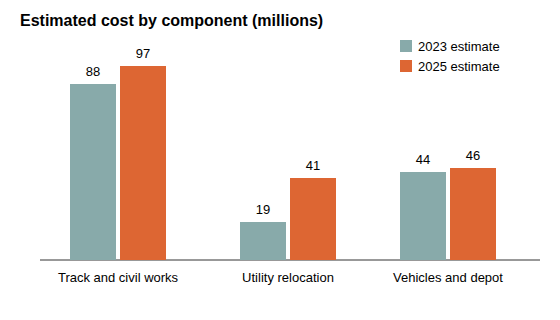 Estimated cost by component (millions)
2023 estimate
2025 estimate
88
97
19
41
44
46
Track and civil works
Utility relocation
Vehicles and depot